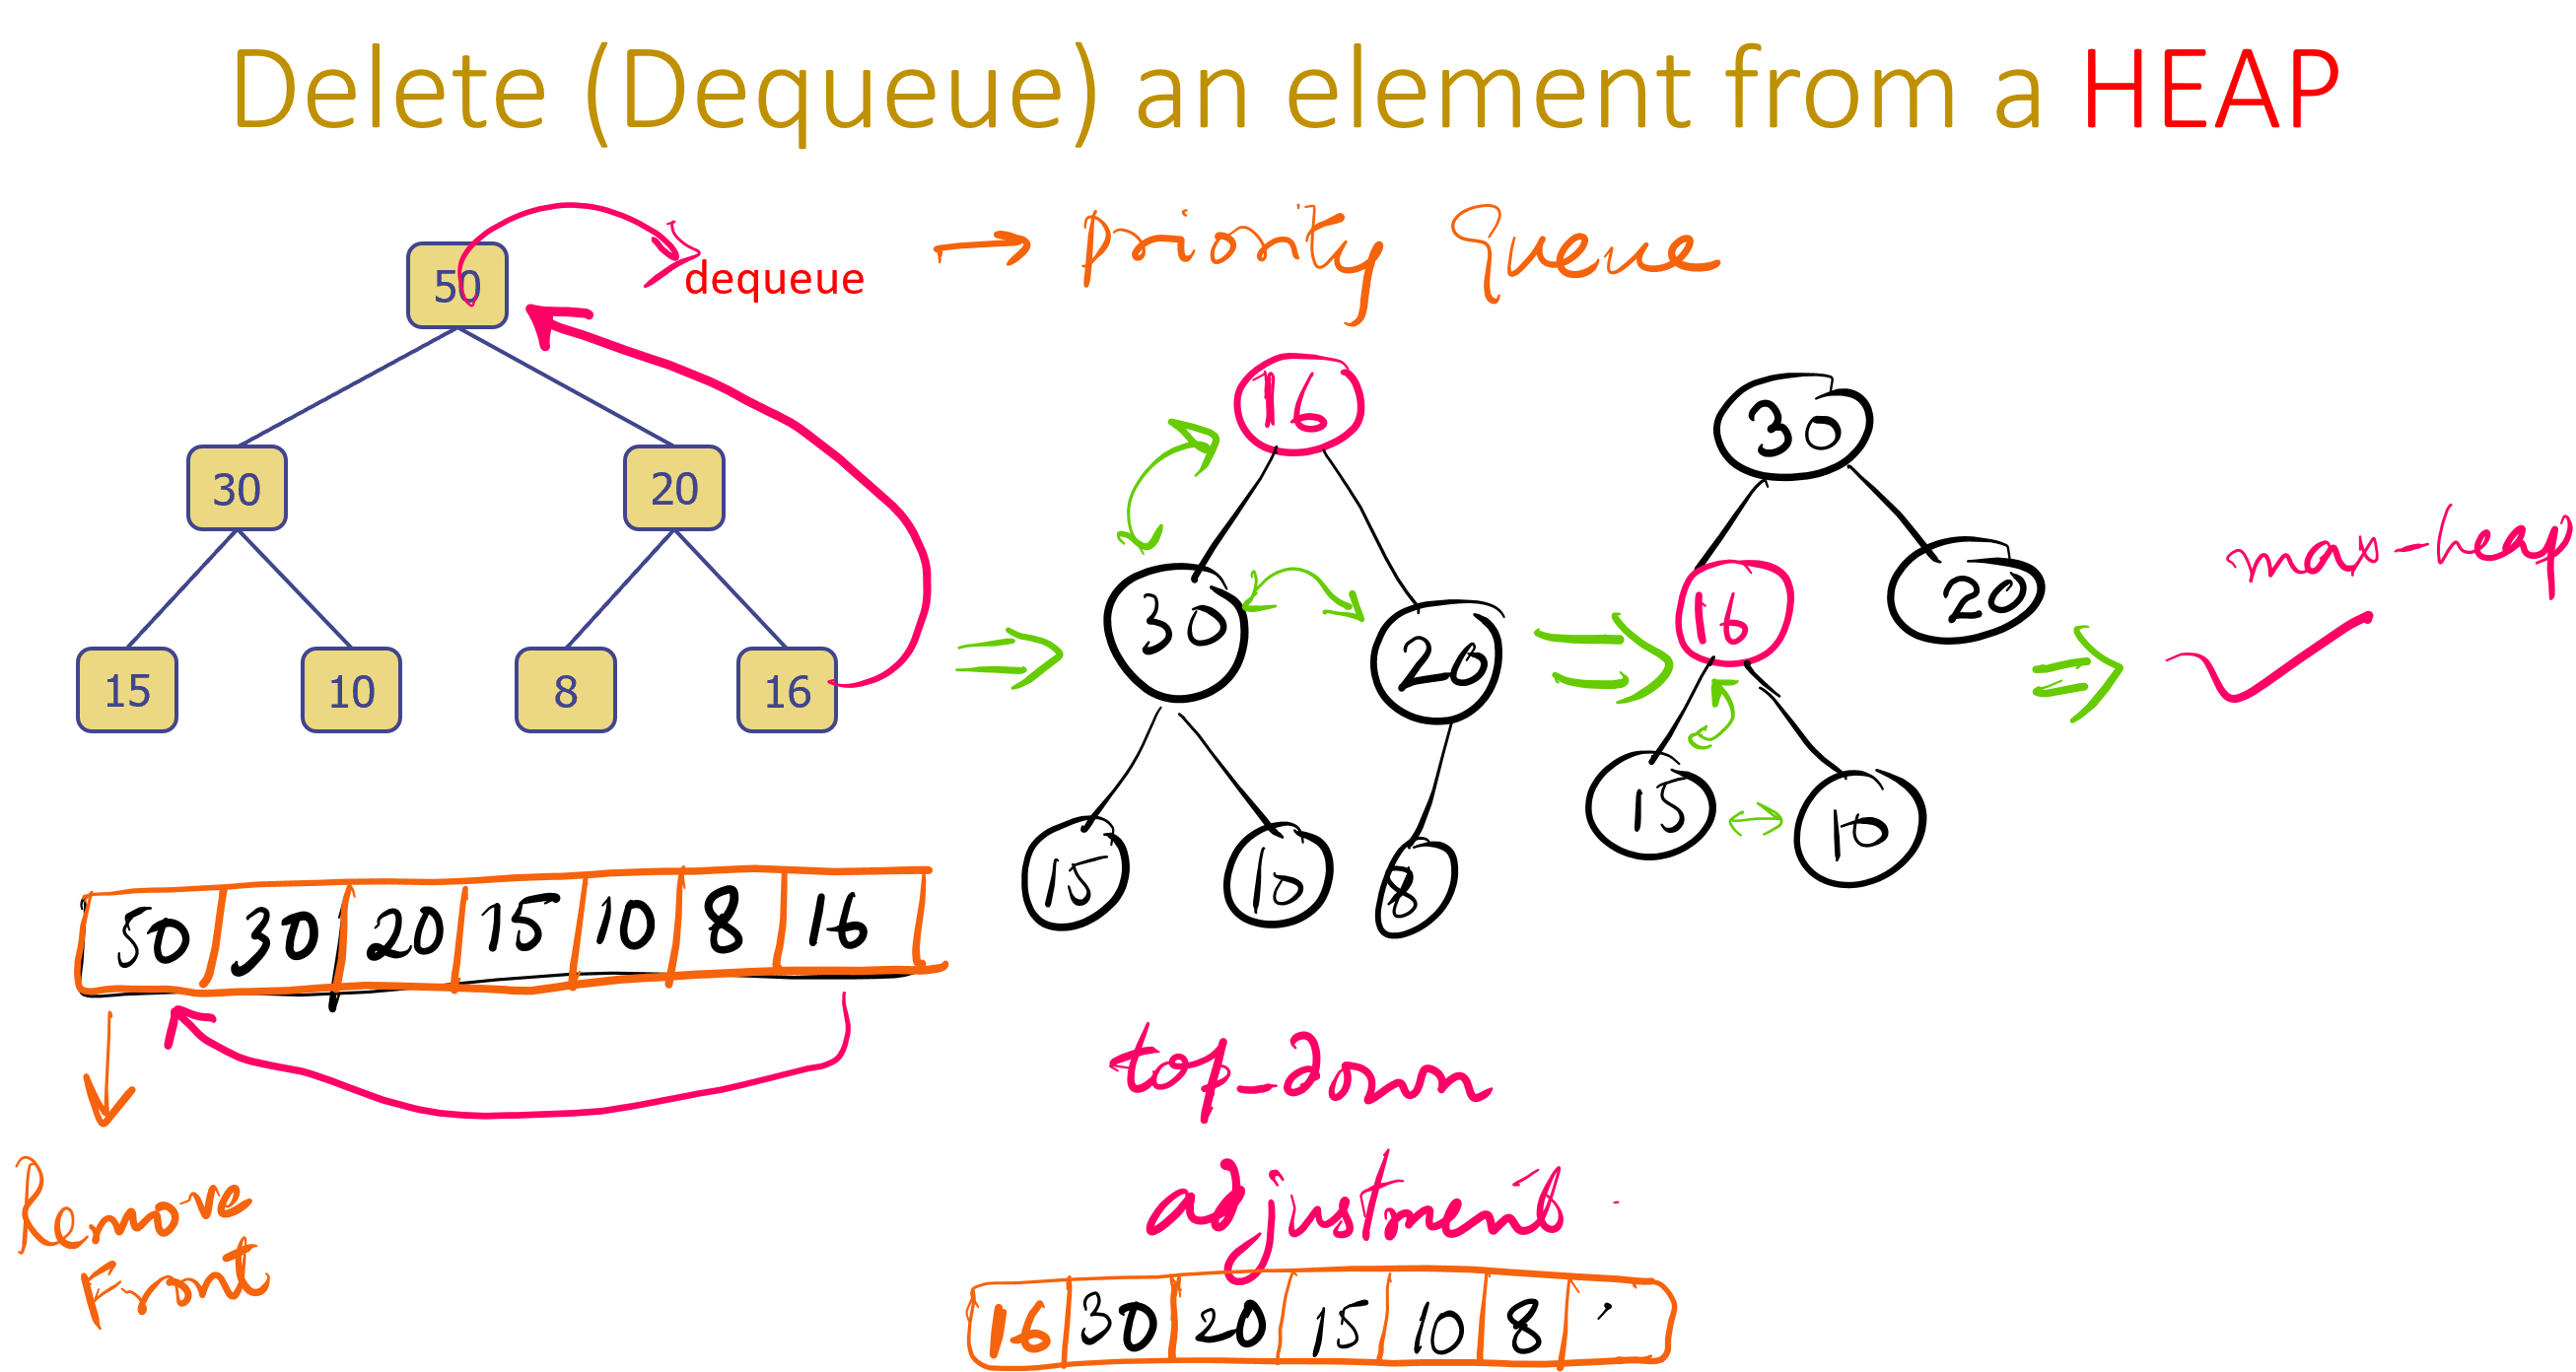 Delete (Dequeue) an element from a HEAP
dequeue → Priority Queue
50
30 20
15 10 8 16
16
30 20
15 10 8
30
16 20
15 10
max-heap
50 30 20 15 10 8 16
Remove
Front
top-down
adjustment
16 30 20 15 10 8